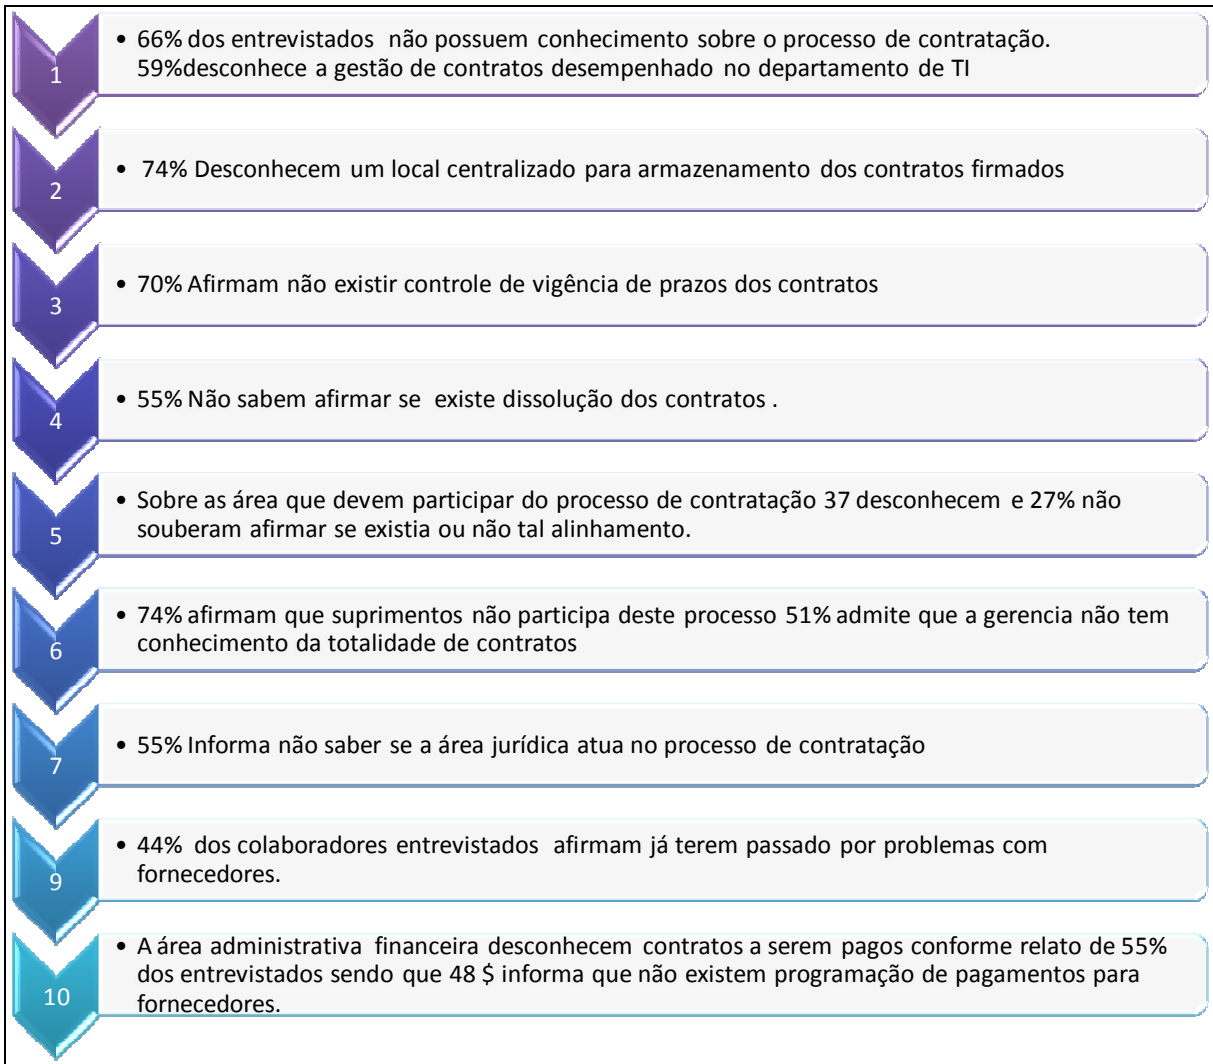 1
• 66% dos entrevistados não possuem conhecimento sobre o processo de contratação.
59%desconhece a gestão de contratos desempenhado no departamento de TI
2
• 74% Desconhecem um local centralizado para armazenamento dos contratos firmados
3
• 70% Afirmam não existir controle de vigência de prazos dos contratos
4
• 55% Não sabem afirmar se existe dissolução dos contratos .
5
• Sobre as área que devem participar do processo de contratação 37 desconhecem e 27% não
souberam afirmar se existia ou não tal alinhamento.
6
• 74% afirmam que suprimentos não participa deste processo 51% admite que a gerencia não tem
conhecimento da totalidade de contratos
7
• 55% Informa não saber se a área jurídica atua no processo de contratação
9
• 44% dos colaboradores entrevistados afirmam já terem passado por problemas com
fornecedores.
10
• A área administrativa financeira desconhecem contratos a serem pagos conforme relato de 55%
dos entrevistados sendo que 48 $ informa que não existem programação de pagamentos para
fornecedores.